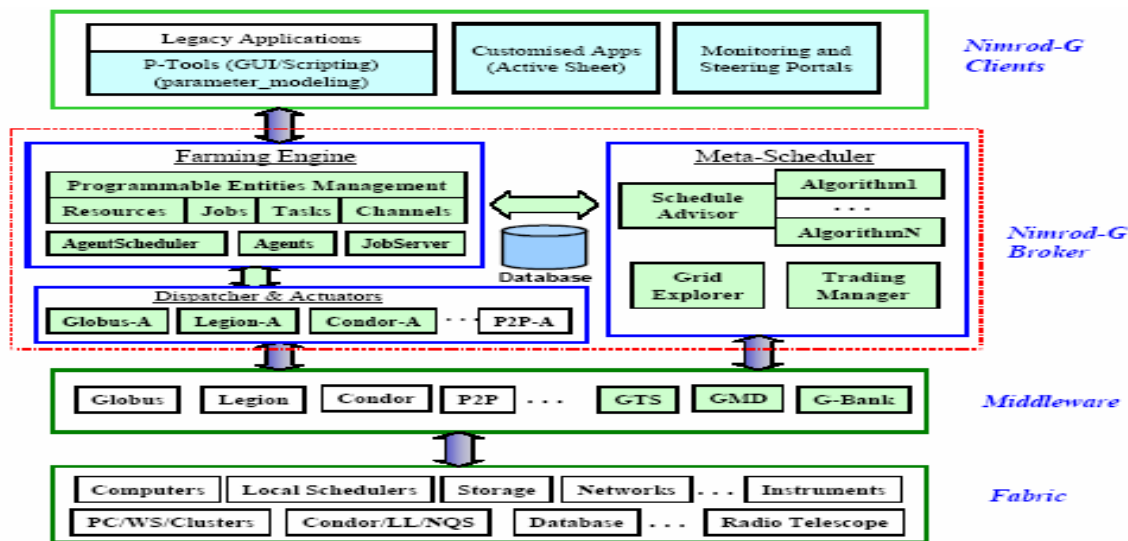 Legacy Applications
P-Tools (GUI/Scripting)
(parameter_modeling)
Customised Apps
(Active Sheet)
Monitoring and
Steering Portals
Nimrod-G
Clients
Farming Engine
Programmable Entities Management
Resources
Jobs
Tasks
Channels
AgentScheduler
Agents
JobServer
Database
Meta-Scheduler
Schedule
Advisor
Algorithm1
. . .
AlgorithmN
Grid
Explorer
Trading
Manager
Nimrod-G
Broker
Dispatcher & Actuators
Globus-A
Legion-A
Condor-A
. . .
P2P-A
Globus
Legion
Condor
P2P
. . .
GTS
GMD
G-Bank
Middleware
Computers
Local Schedulers
Storage
Networks
. . .
Instruments
PC/WS/Clusters
Condor/LL/NQS
Database
. . .
Radio Telescope
Fabric